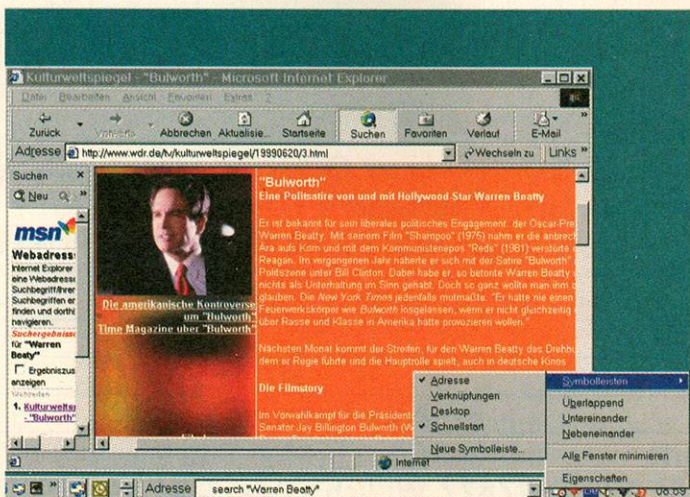 Kulturweltspiegel - "Bulworth" - Microsoft Internet Explorer
Datei Bearbeiten Ansicht Favoriten Extras ?
Zurück Vorwärts Abbrechen Aktualisie... Startseite Suchen Favoriten Verlauf E-Mail
Adresse http://www.wdr.de/tv/kulturweltspiegel/19990620/3.html Wechseln zu Links
Suchen
Neu
msn
Webadress
Internet Explorer
eine Webadresse
Suchbegriff/Ihrer
Suchbegriffen er
finden und dorthi
navigieren.
Suchergebnisse
für "Warren
Beaty"
Ergebniszus
anzeigen
Webseiten
1. Kulturweltsp
- "Bulworth"
Die amerikanische Kontroverse
um "Bulworth"
Time Magazine über "Bulworth"
"Bulworth"
Eine Politsatire von und mit Hollywood-Star Warren Beatty
Er ist bekannt für sein liberales politisches Engagement: der Oscar-Pre
Warren Beatty. Mit seinem Film "Shampoo" (1975) nahm er die anbrech
Ära aufs Korn und mit dem Kommunistenepos "Reds" (1981) verstörte
Reagan. Im vergangenen Jahr näherte er sich mit der Satire "Bulworth"
Politszene unter Bill Clinton. Dabei habe er, so betonte Warren Beatty
nichts als Unterhaltung im Sinn gehabt. Doch so ganz wollte man ihm d
glauben. Die New York Times jedenfalls mutmaßte: "Er hätte nie einen
Feuerwerkskörper wie Bulworth losgelassen, wenn er nicht gleichzeitig
über Rasse und Klasse in Amerika hätte provozieren wollen."
Nächsten Monat kommt der Streifen, für den Warren Beatty das Drehbu
dem er Regie führte und die Hauptrolle spielt, auch in deutsche Kinos.
Die Filmstory
Im Vorwahlkampf für die Präsident
Senator Jay Billington Bulworth (W
Adresse
Verknüpfungen
Desktop
Schnellstart
Neue Symbolleiste...
Symbolleisten
Überlappend
Untereinander
Nebeneinander
Alle Fenster minimieren
Eigenschaften
Internet
Adresse search "Warren Beatty"